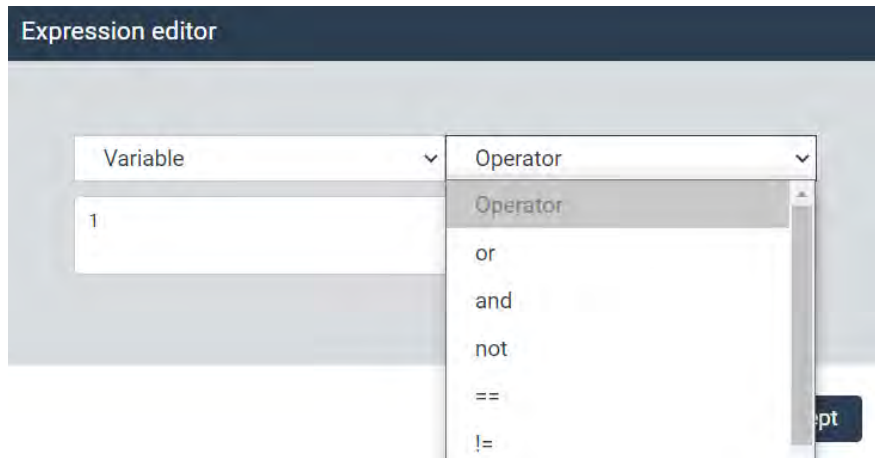 Expression editor
Variable
Operator
1
Operator
or
and
not
==
!=
ept